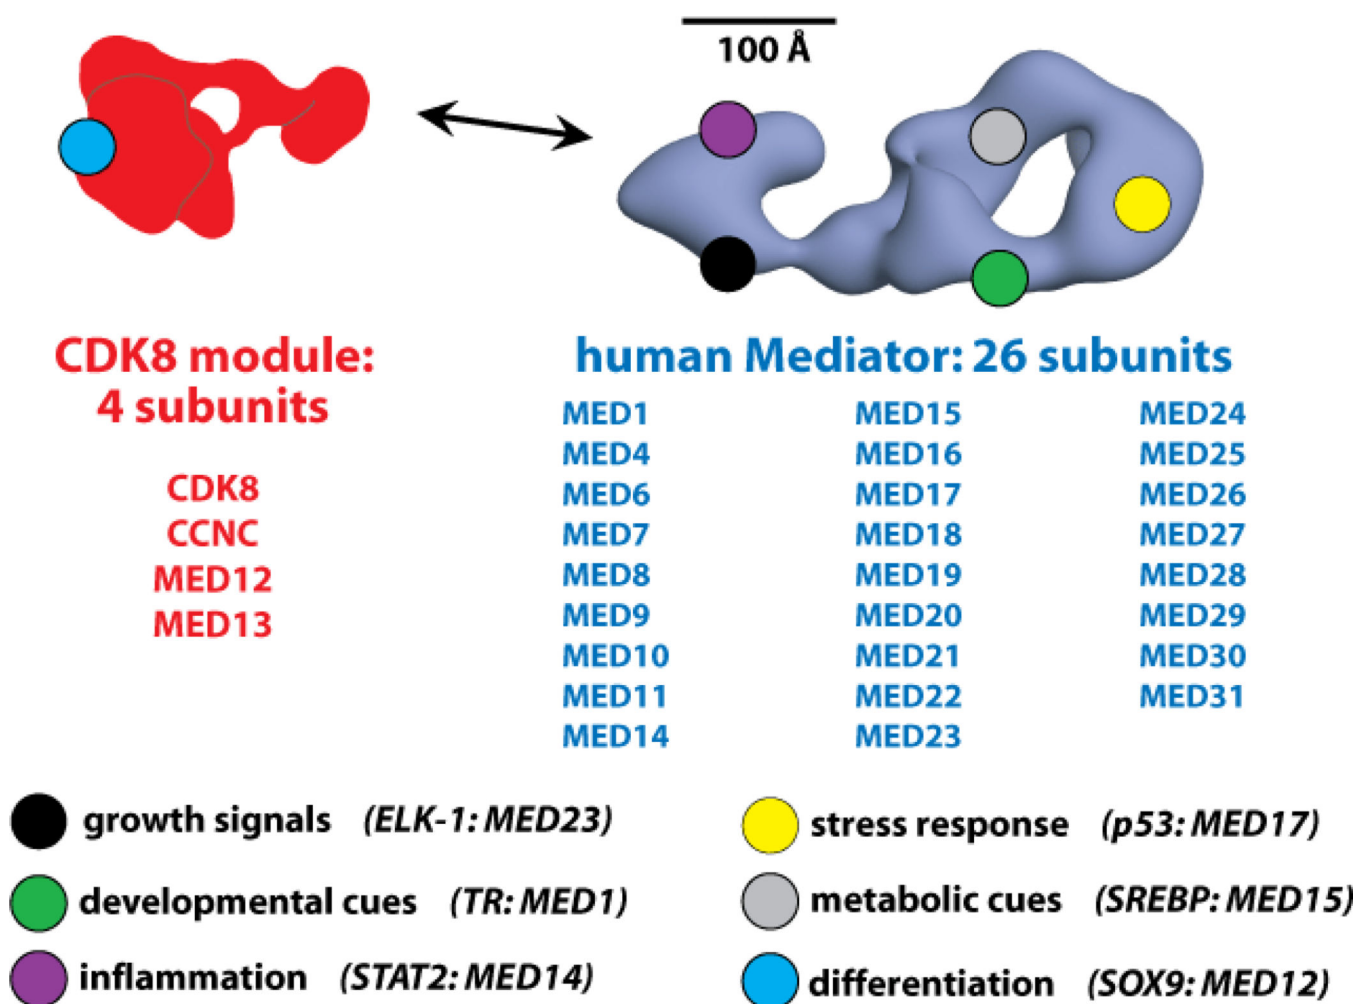 100 Å
CDK8 module:
4 subunits
CDK8
CCNC
MED12
MED13
human Mediator: 26 subunits
MED1
MED4
MED6
MED7
MED8
MED9
MED10
MED11
MED14
MED15
MED16
MED17
MED18
MED19
MED20
MED21
MED22
MED23
MED24
MED25
MED26
MED27
MED28
MED29
MED30
MED31
growth signals (ELK-1: MED23)
developmental cues (TR: MED1)
inflammation (STAT2: MED14)
stress response (p53: MED17)
metabolic cues (SREBP: MED15)
differentiation (SOX9: MED12)